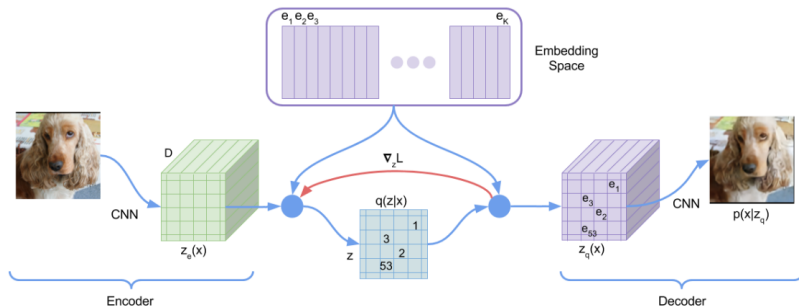 e1 e2 e3
eK
Embedding
Space
D
∇zL
q(z|x)
e1
1
e3
CNN
3
e2
CNN
p(x|zq)
z
2
53
e53
ze(x)
zq(x)
Encoder
Decoder